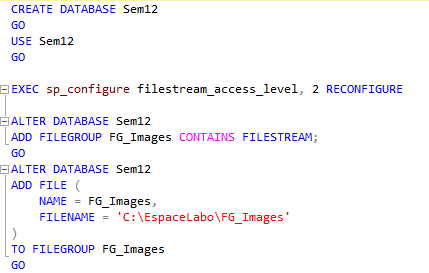 CREATE DATABASE Sem12
GO
USE Sem12
GO
EXEC sp_configure filestream_access_level, 2 RECONFIGURE
ALTER DATABASE Sem12
ADD FILEGROUP FG_Images CONTAINS FILESTREAM;
GO
ALTER DATABASE Sem12
ADD FILE (
NAME = FG_Images,
FILENAME = 'C:\EspaceLabo\FG_Images'
)
TO FILEGROUP FG_Images
GO